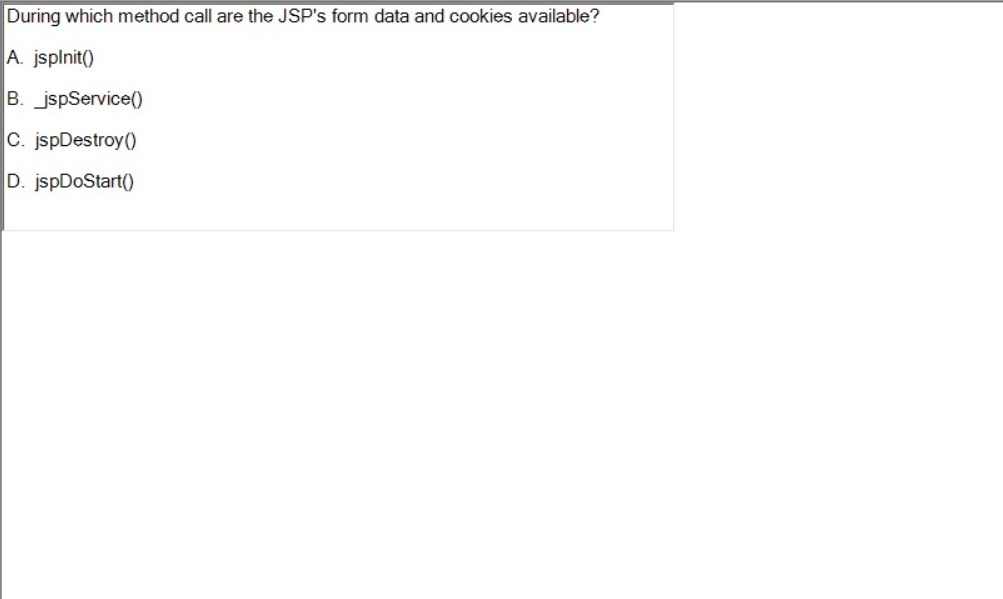 During which method call are the JSP's form data and cookies available?
A. jspInit()
B. _jspService()
C. jspDestroy()
D. jspDoStart()